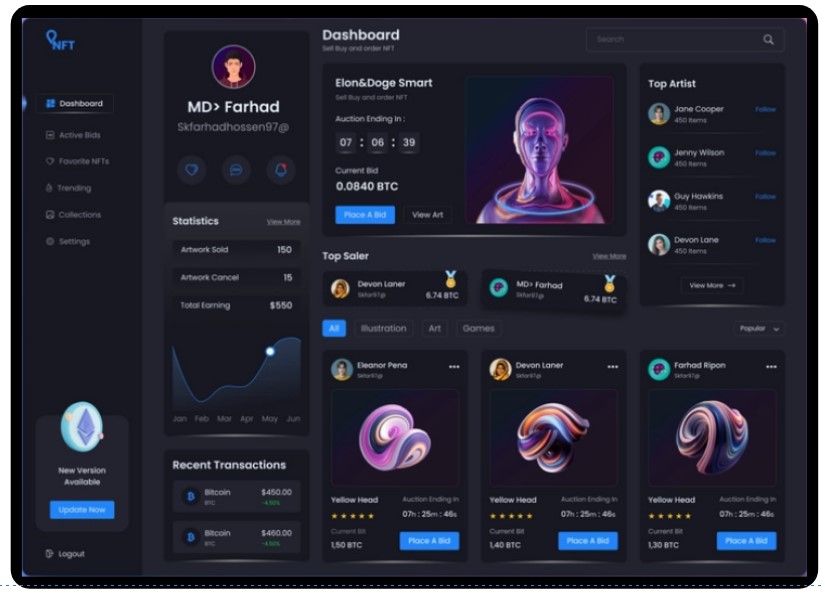 NFT
Dashboard
Active Bids
Favorite NFTs
Trending
Collections
Settings
New Version
Available
Update Now
Logout
MD> Farhad
Skfarhadhossen97@
Statistics
View More
Artwork Sold 150
Artwork Cancel 15
Total Earning $550
Jan Feb Mar Apr May Jun
Recent Transactions
Bitcoin $450.00
BTC -4.50%
Bitcoin $460.00
BTC -4.50%
Dashboard
Sell Buy and order NFT
Search
Elon&Doge Smart
Sell Buy and order NFT
Auction Ending In :
07 : 06 : 39
Current Bid
0.0840 BTC
Place A Bid
View Art
Top Artist
Jane Cooper Follow
450 Items
Jenny Wilson Follow
450 Items
Guy Hawkins Follow
450 Items
Devon Lane Follow
450 Items
View More →
Top Saler
View More
Devon Laner
Skfar97@
6.74 BTC
MD> Farhad
Skfar97@
6.74 BTC
All
Illustration
Art
Games
Popular
Eleanor Pena
Skfar97@
Yellow Head
Auction Ending In
07h : 25m : 46s
Current Bit
1,50 BTC
Place A Bid
Devon Laner
Skfar97@
Yellow Head
Auction Ending In
07h : 25m : 46s
Current Bit
1,40 BTC
Place A Bid
Farhad Ripon
Skfar97@
Yellow Head
Auction Ending In
07h : 25m : 46s
Current Bit
1,30 BTC
Place A Bid